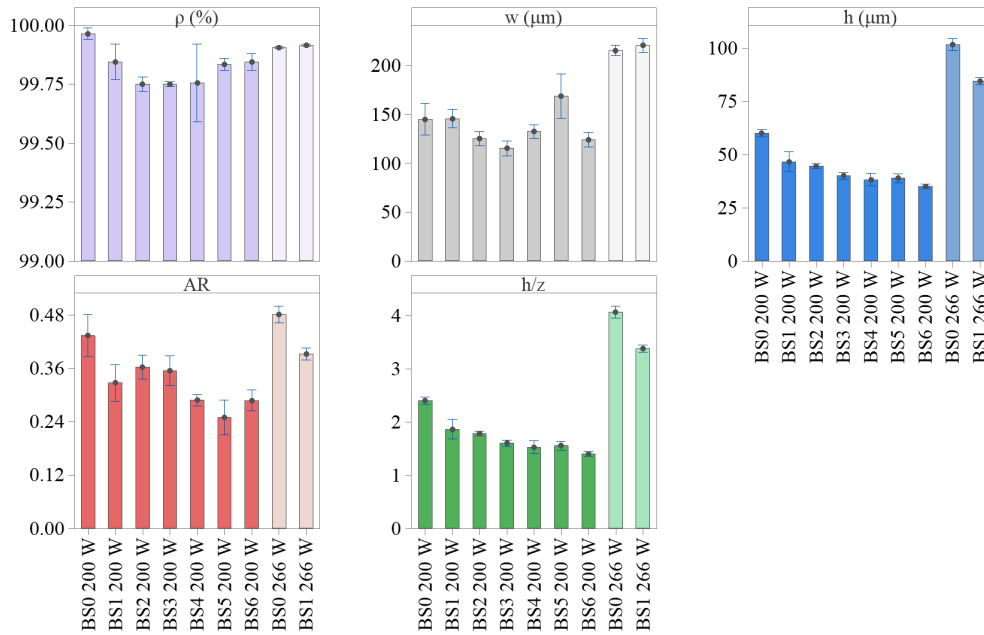 ρ (%)
100.00
99.75
99.50
99.25
99.00
w (μm)
200
150
100
50
0
h (μm)
100
75
50
25
0
BS0 200 W
BS1 200 W
BS2 200 W
BS3 200 W
BS4 200 W
BS5 200 W
BS6 200 W
BS0 266 W
BS1 266 W
AR
0.48
0.36
0.24
0.12
0.00
BS0 200 W
BS1 200 W
BS2 200 W
BS3 200 W
BS4 200 W
BS5 200 W
BS6 200 W
BS0 266 W
BS1 266 W
h/z
4
3
2
1
0
BS0 200 W
BS1 200 W
BS2 200 W
BS3 200 W
BS4 200 W
BS5 200 W
BS6 200 W
BS0 266 W
BS1 266 W